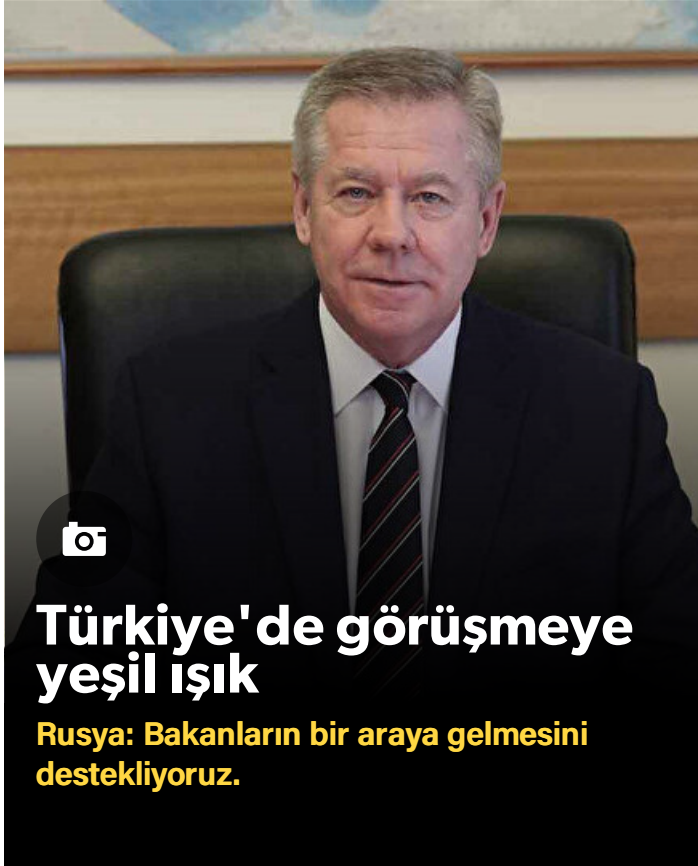 Türkiye'de görüşmeye
yeşil ışık
Rusya: Bakanların bir araya gelmesini
destekliyoruz.